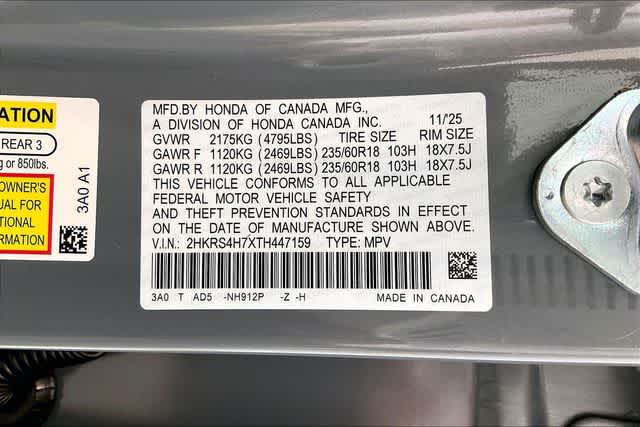 ATION
REAR 3
g or 850lbs.
OWNER'S
UAL FOR
TIONAL
ORMATION
3A0 A1
MFD.BY HONDA OF CANADA MFG.,
A DIVISION OF HONDA CANADA INC. 11/25
GVWR 2175KG (4795LBS) TIRE SIZE RIM SIZE
GAWR F 1120KG (2469LBS) 235/60R18 103H 18X7.5J
GAWR R 1120KG (2469LBS) 235/60R18 103H 18X7.5J
THIS VEHICLE CONFORMS TO ALL APPLICABLE
FEDERAL MOTOR VEHICLE SAFETY
AND THEFT PREVENTION STANDARDS IN EFFECT
ON THE DATE OF MANUFACTURE SHOWN ABOVE.
V.I.N: 2HKRS4H7XTH447159 TYPE: MPV
3A0 T AD5 -NH912P -Z -H MADE IN CANADA